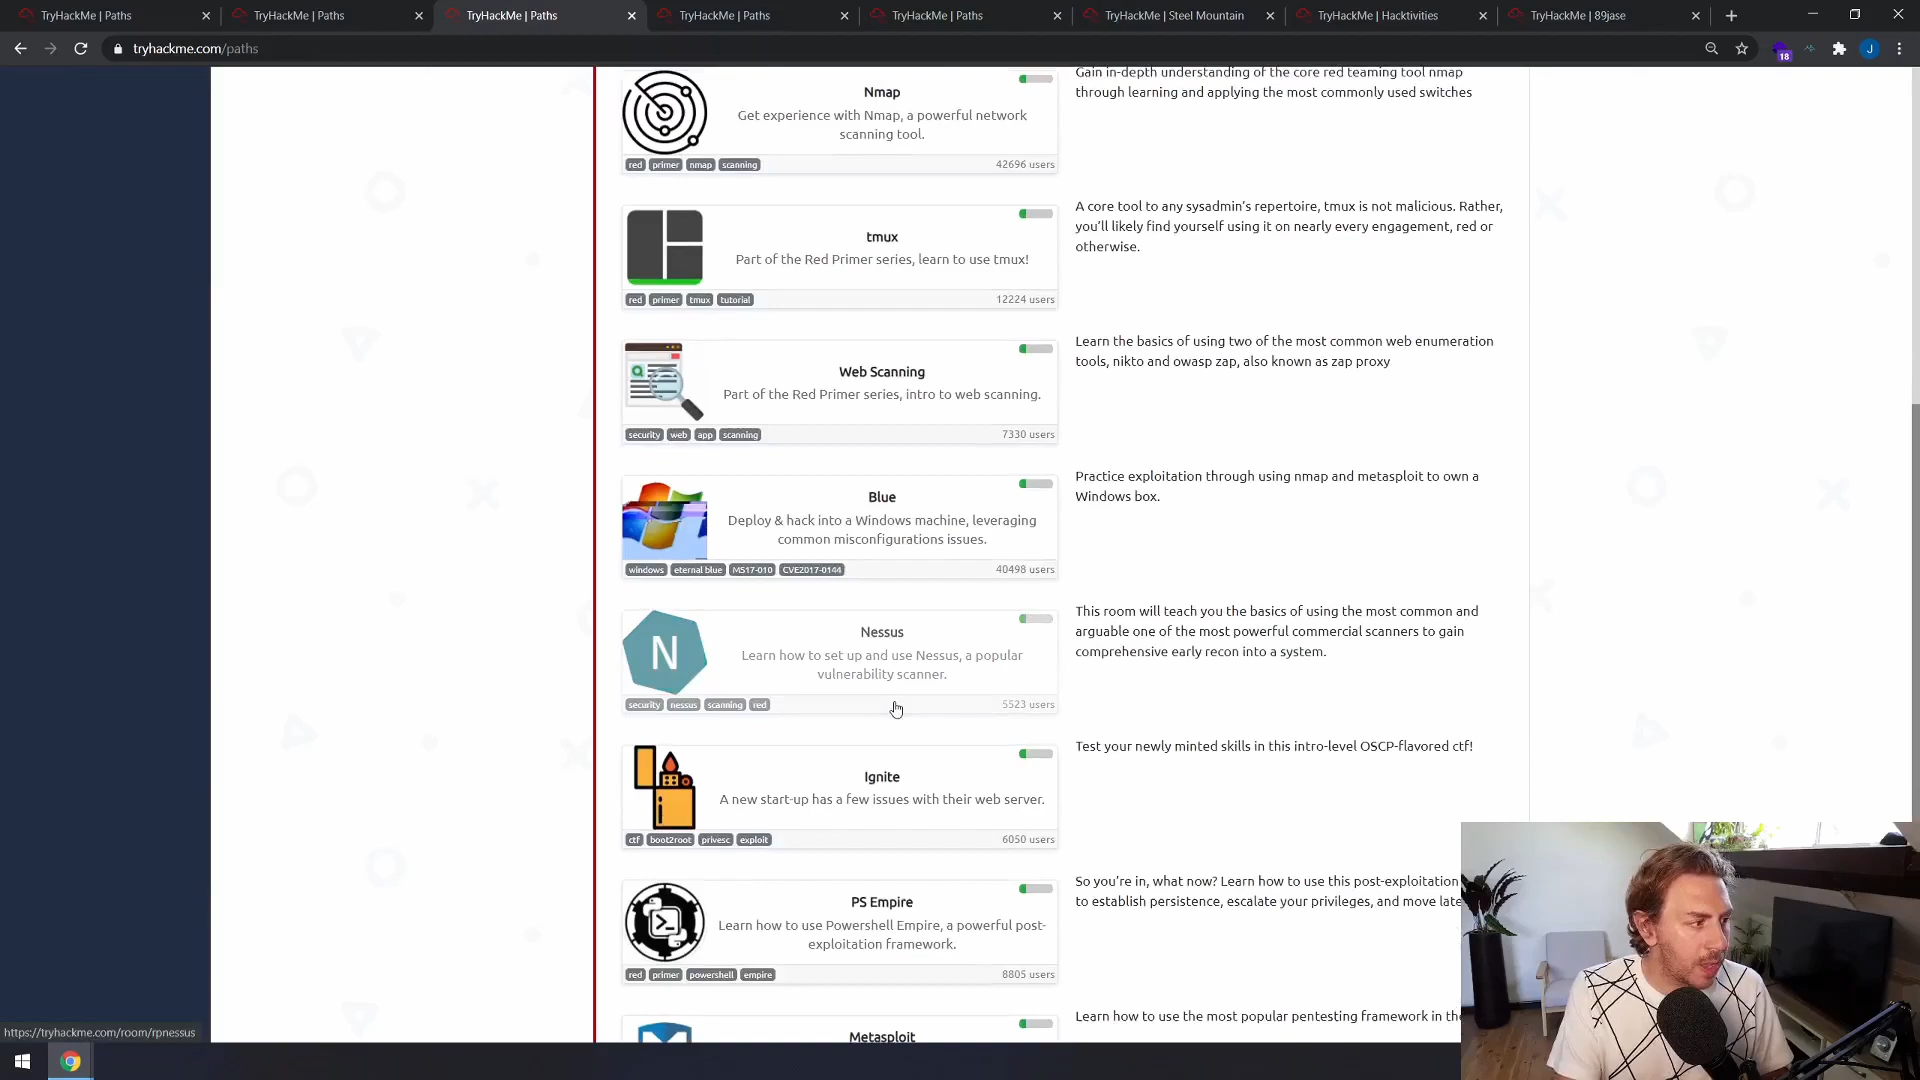 TryHackMe | Paths
TryHackMe | Paths
TryHackMe | Paths
TryHackMe | Paths
TryHackMe | Paths
TryHackMe | Steel Mountain
TryHackMe | Hacktivities
TryHackMe | 89jase
tryhackme.com/paths
18
J
Nmap
Get experience with Nmap, a powerful network
scanning tool.
red primer nmap scanning
42696 users
Gain in-depth understanding of the core red teaming tool nmap
through learning and applying the most commonly used switches
tmux
Part of the Red Primer series, learn to use tmux!
red primer tmux tutorial
12224 users
A core tool to any sysadmin's repertoire, tmux is not malicious. Rather,
you'll likely find yourself using it on nearly every engagement, red or
otherwise.
Web Scanning
Part of the Red Primer series, intro to web scanning.
security web app scanning
7330 users
Learn the basics of using two of the most common web enumeration
tools, nikto and owasp zap, also known as zap proxy
Blue
Deploy & hack into a Windows machine, leveraging
common misconfigurations issues.
windows eternal blue MS17-010 CVE2017-0144
40498 users
Practice exploitation through using nmap and metasploit to own a
Windows box.
N
Nessus
Learn how to set up and use Nessus, a popular
vulnerability scanner.
security nessus scanning red
5523 users
This room will teach you the basics of using the most common and
arguable one of the most powerful commercial scanners to gain
comprehensive early recon into a system.
Ignite
A new start-up has a few issues with their web server.
ctf boot2root privesc exploit
6050 users
Test your newly minted skills in this intro-level OSCP-flavored ctf!
PS Empire
Learn how to use Powershell Empire, a powerful post-
exploitation framework.
red primer powershell empire
8805 users
So you're in, what now? Learn how to use this post-exploitation
to establish persistence, escalate your privileges, and move late
Metasploit
Learn how to use the most popular pentesting framework in the
https://tryhackme.com/room/rpnessus